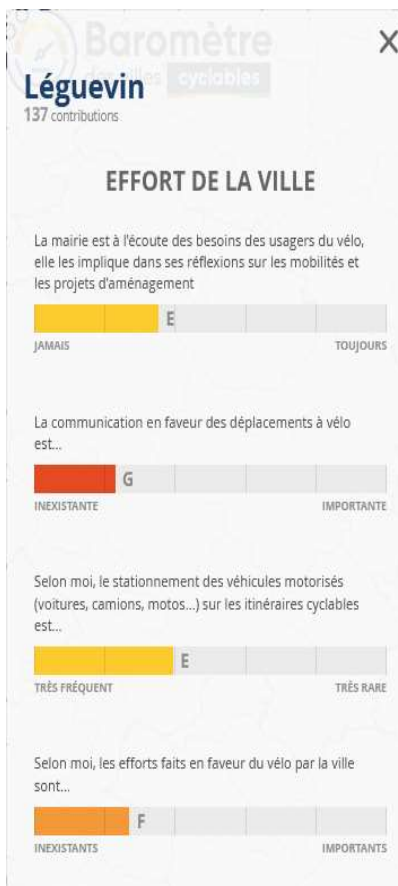 Baromètre
des villes cyclables
Léguevin
137 contributions
EFFORT DE LA VILLE
La mairie est à l'écoute des besoins des usagers du vélo,
elle les implique dans ses réflexions sur les mobilités et
les projets d'aménagement
E
JAMAIS TOUJOURS
La communication en faveur des déplacements à vélo
est...
G
INEXISTANTE IMPORTANTE
Selon moi, le stationnement des véhicules motorisés
(voitures, camions, motos...) sur les itinéraires cyclables
est...
E
TRÈS FRÉQUENT TRÈS RARE
Selon moi, les efforts faits en faveur du vélo par la ville
sont...
F
INEXISTANTS IMPORTANTS